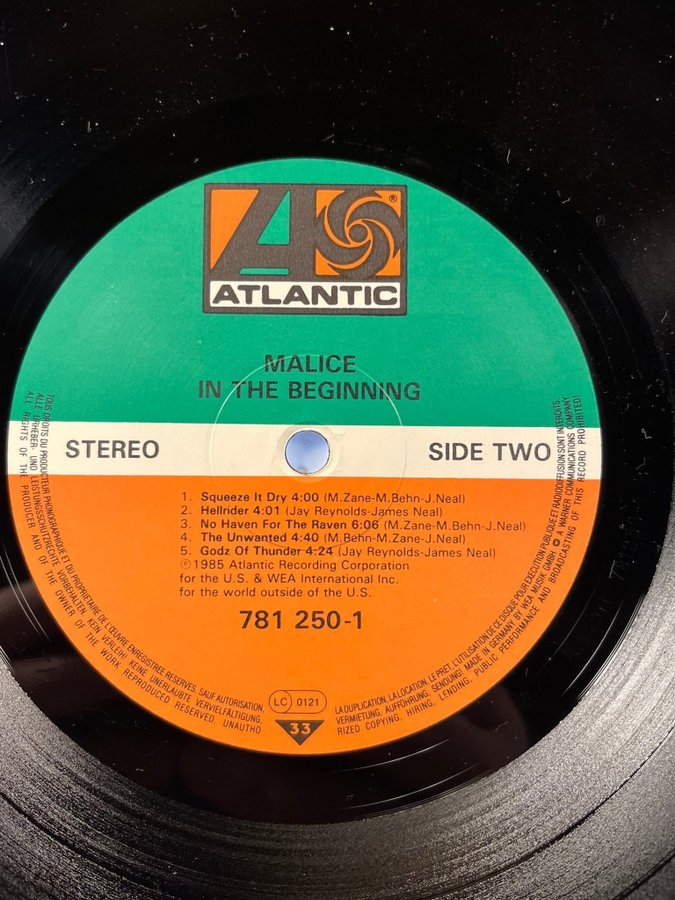 ATLANTIC ®
MALICE
IN THE BEGINNING
STEREO
SIDE TWO
1. Squeeze It Dry 4:00 (M.Zane-M.Behn-J.Neal)
2. Hellrider 4:01 (Jay Reynolds-James Neal)
3. No Haven For The Raven 6:06 (M.Zane-M.Behn-J.Neal)
4. The Unwanted 4:40 (M.Behn-M.Zane-J.Neal)
5. Godz Of Thunder 4:24 (Jay Reynolds-James Neal)
℗1985 Atlantic Recording Corporation
for the U.S. & WEA International Inc.
for the world outside of the U.S.
781 250-1
TOUS DROITS DU PRODUCTEUR PHONOGRAPHIQUE ET DU PROPRIETAIRE DE L'ŒUVRE ENREGISTREE RESERVES. SAUF AUTORISATION,
LA DUPLICATION, LA LOCATION, LE PRET, L'UTILISATION DE CE DISQUE POUR EXECUTION PUBLIQUE ET RADIODIFFUSION SONT INTERDITS.
ALLE URHEBER- UND LEISTUNGSSCHUTZRECHTE VORBEHALTEN. KEIN VERLEIH! KEINE UNERLAUBTE VERVIELFÄLTIGUNG,
VERMIETUNG, AUFFÜHRUNG, SENDUNG. MADE IN GERMANY BY WEA MUSIK GMBH A WARNER COMMUNICATIONS COMPANY
ALL RIGHTS OF THE PRODUCER AND OF THE OWNER OF THE WORK REPRODUCED RESERVED. UNAUTHO
RIZED COPYING, HIRING, LENDING, PUBLIC PERFORMANCE AND BROADCASTING OF THIS RECORD PROHIBITED!
LC 0121
33